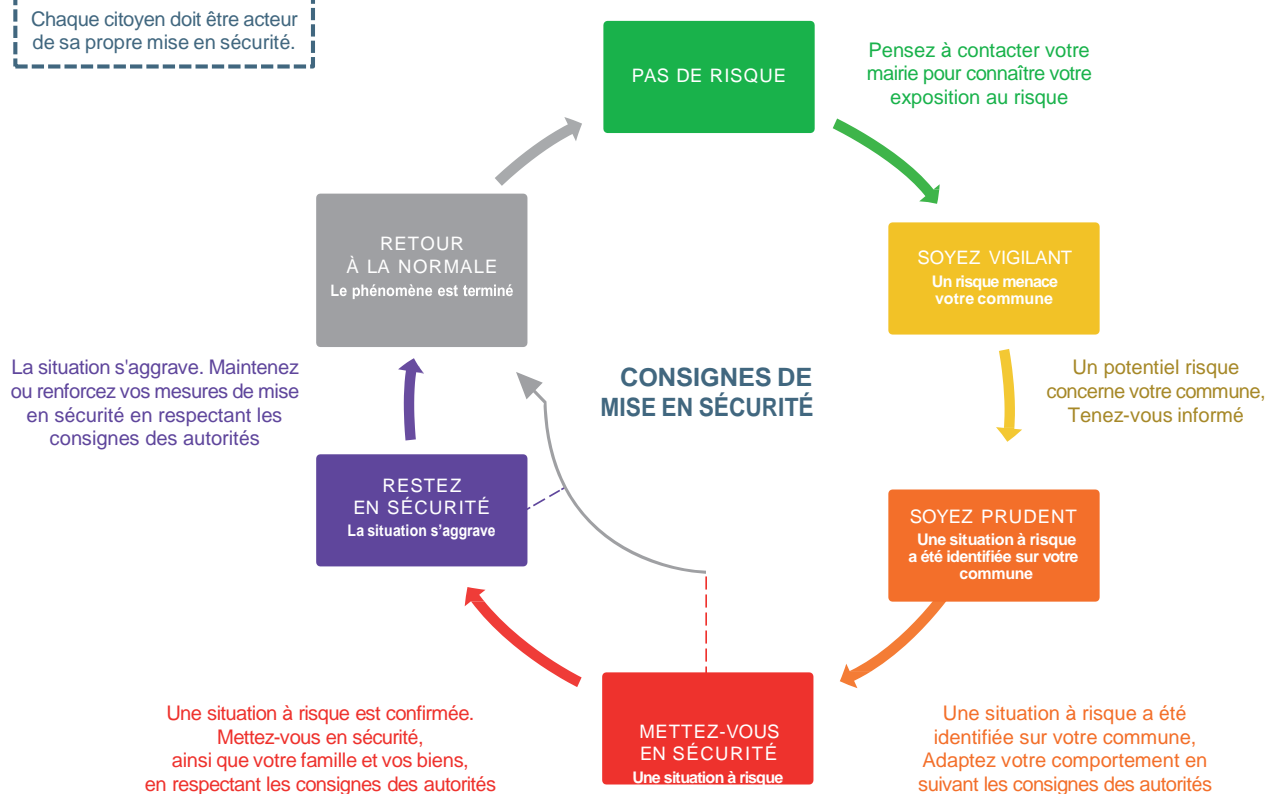 Chaque citoyen doit être acteur
de sa propre mise en sécurité.
PAS DE RISQUE
Pensez à contacter votre
mairie pour connaître votre
exposition au risque
SOYEZ VIGILANT
Un risque menace
votre commune
Un potentiel risque
concerne votre commune,
Tenez-vous informé
SOYEZ PRUDENT
Une situation à risque
a été identifiée sur votre
commune
Une situation à risque a été
identifiée sur votre commune,
Adaptez votre comportement en
suivant les consignes des autorités
METTEZ-VOUS
EN SÉCURITÉ
Une situation à risque
Une situation à risque est confirmée.
Mettez-vous en sécurité,
ainsi que votre famille et vos biens,
en respectant les consignes des autorités
RESTEZ
EN SÉCURITÉ
La situation s’aggrave
La situation s'aggrave. Maintenez
ou renforcez vos mesures de mise
en sécurité en respectant les
consignes des autorités
RETOUR
À LA NORMALE
Le phénomène est terminé
CONSIGNES DE
MISE EN SÉCURITÉ